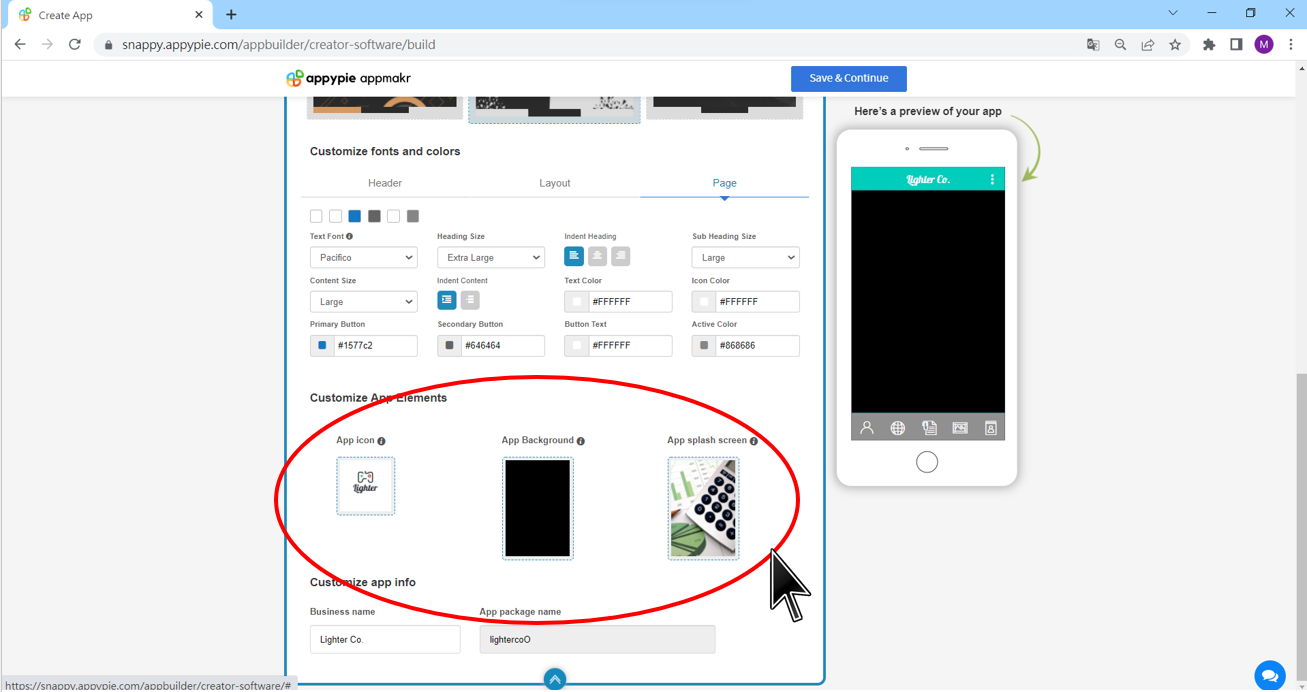 Create App
snappy.appypie.com/appbuilder/creator-software/build
M
appypie appmakr
Save & Continue
Here's a preview of your app
Customize fonts and colors
Header Layout Page
Text Font Heading Size Indent Heading Sub Heading Size
Pacifico Extra Large Large
Content Size Indent Content Text Color Icon Color
Large #FFFFFF #FFFFFF
Primary Button Secondary Button Button Text Active Color
#1577c2 #646464 #FFFFFF #868686
Lighter Co.
Customize App Elements
App icon App Background App splash screen
Lighter
Customize app info
Business name App package name
Lighter Co. lightercoO
https://snappy.appypie.com/appbuilder/creator-software/#